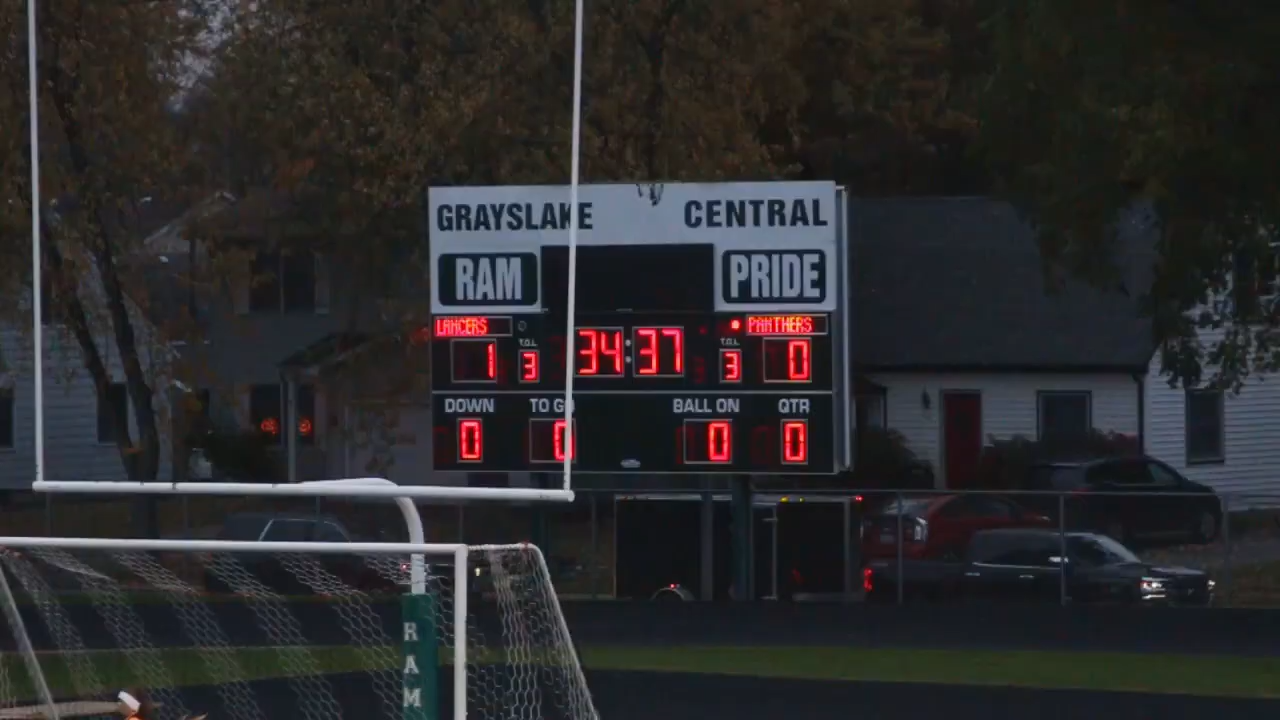 GRAYSLAKE CENTRAL
RAM PRIDE
LANCERS PANTHERS
T.O.L. T.O.L.
1 3 34:37 3 0
DOWN TO GO BALL ON QTR
0 0 0 0
RAM